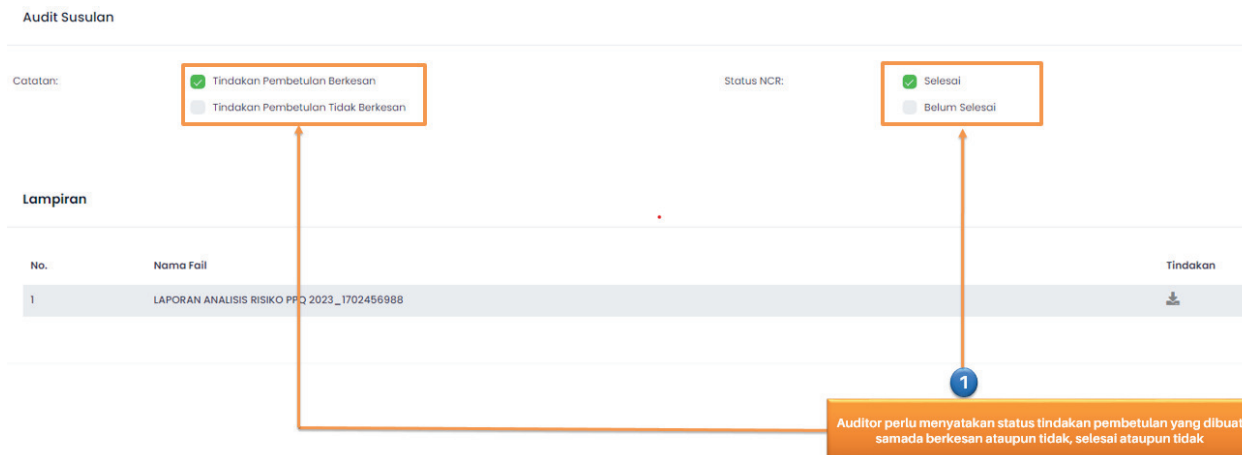 Audit Susulan
Catatan:
Tindakan Pembetulan Berkesan
Tindakan Pembetulan Tidak Berkesan
Status NCR:
Selesai
Belum Selesai
Lampiran
No. Nama Fail Tindakan
1 LAPORAN ANALISIS RISIKO PPQ 2023_1702456988
1
Auditor perlu menyatakan status tindakan pembetulan yang dibuat
samada berkesan ataupun tidak, selesai ataupun tidak